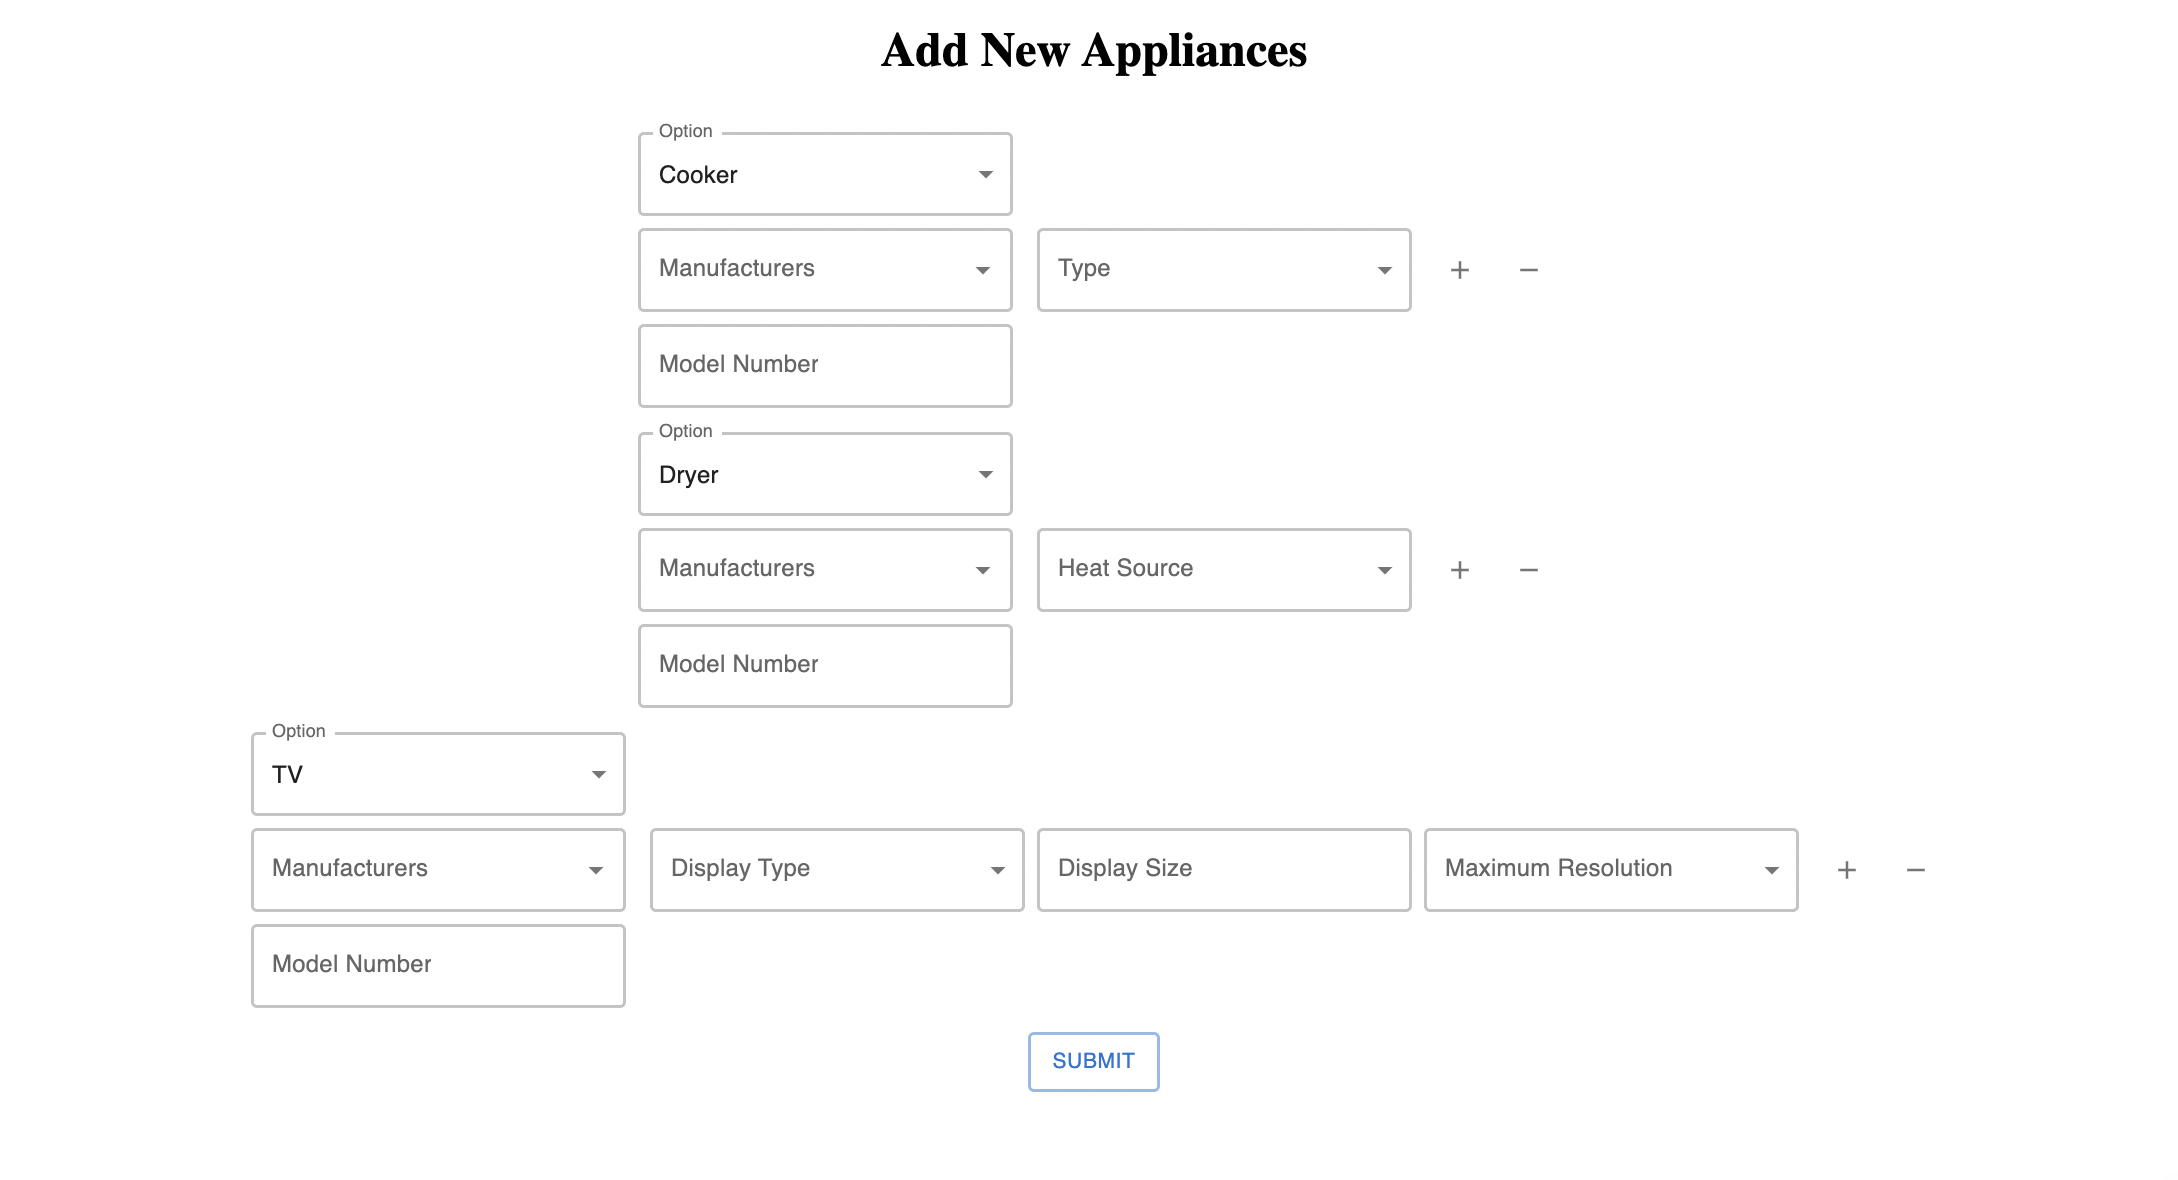 Add New Appliances
Option
Cooker
Manufacturers Type + −
Model Number
Option
Dryer
Manufacturers Heat Source + −
Model Number
Option
TV
Manufacturers Display Type Display Size Maximum Resolution + −
Model Number
SUBMIT